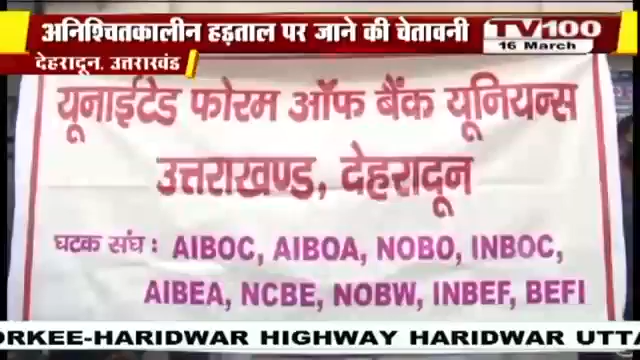 अनिश्चितकालीन हड़ताल पर जाने की चेतावनी
TV100
16 March
देहरादून, उत्तराखंड
यूनाईटेड फोरम ऑफ बैंक यूनियन्स
उत्तराखण्ड, देहरादून
घटक संघ : AIBOC, AIBOA, NOBO, INBOC,
AIBEA, NCBE, NOBW, INBEF, BEFI
ORKEE-HARIDWAR HIGHWAY HARIDWAR UTTA